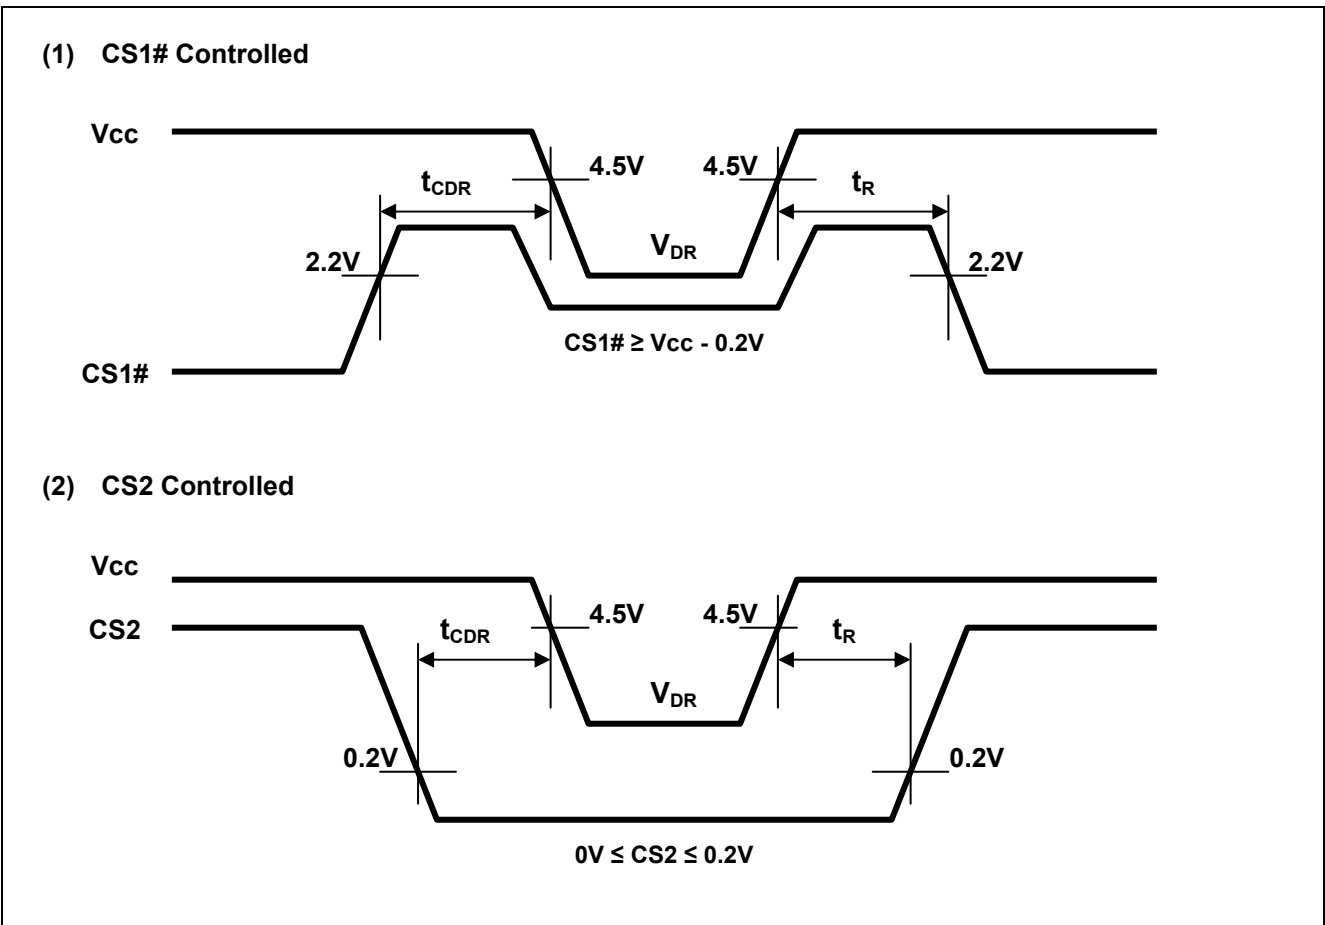 (1) CS1# Controlled
Vcc
4.5V
4.5V
tCDR
tR
VDR
2.2V
2.2V
CS1# ≥ Vcc - 0.2V
CS1#
(2) CS2 Controlled
Vcc
4.5V
4.5V
CS2
tCDR
tR
VDR
0.2V
0.2V
0V ≤ CS2 ≤ 0.2V